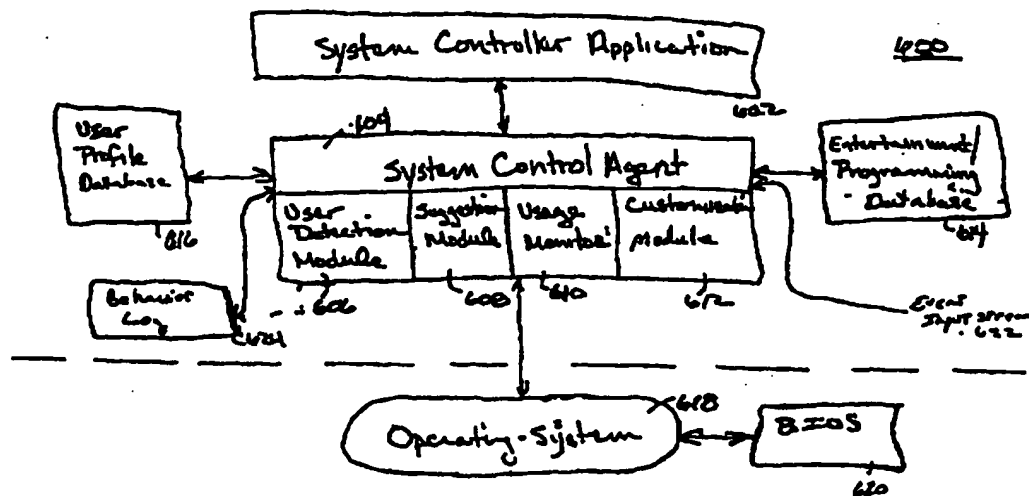 System Controller Application
600
602
604
User
Profile
Database
616
System Control Agent
Entertainment/
Programming
Database
614
User
Detection
Module
606
Suggestion
Module
608
Usage
Monitor
610
Customization
Module
612
Behavior
Log
624
Event
Input Stream
622
618
Operating-System
BIOS
620